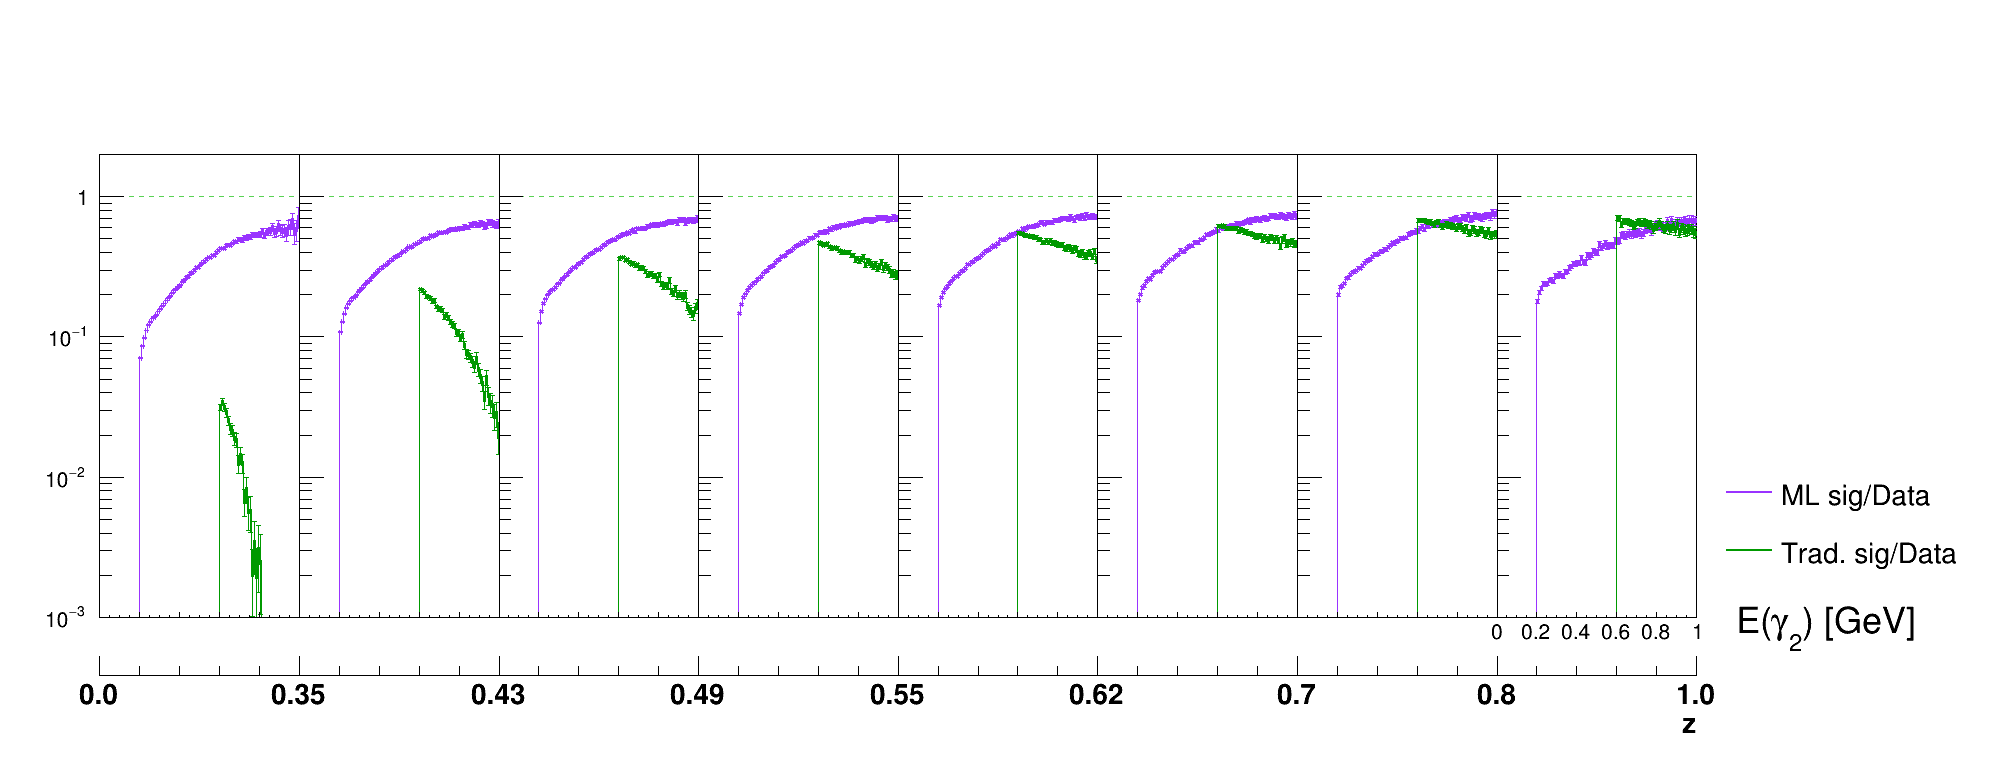 1
10⁻¹
10⁻²
10⁻³
ML sig/Data
Trad. sig/Data
0 0.2 0.4 0.6 0.8 1
E(γ₂) [GeV]
0.0 0.35 0.43 0.49 0.55 0.62 0.7 0.8 1.0
z